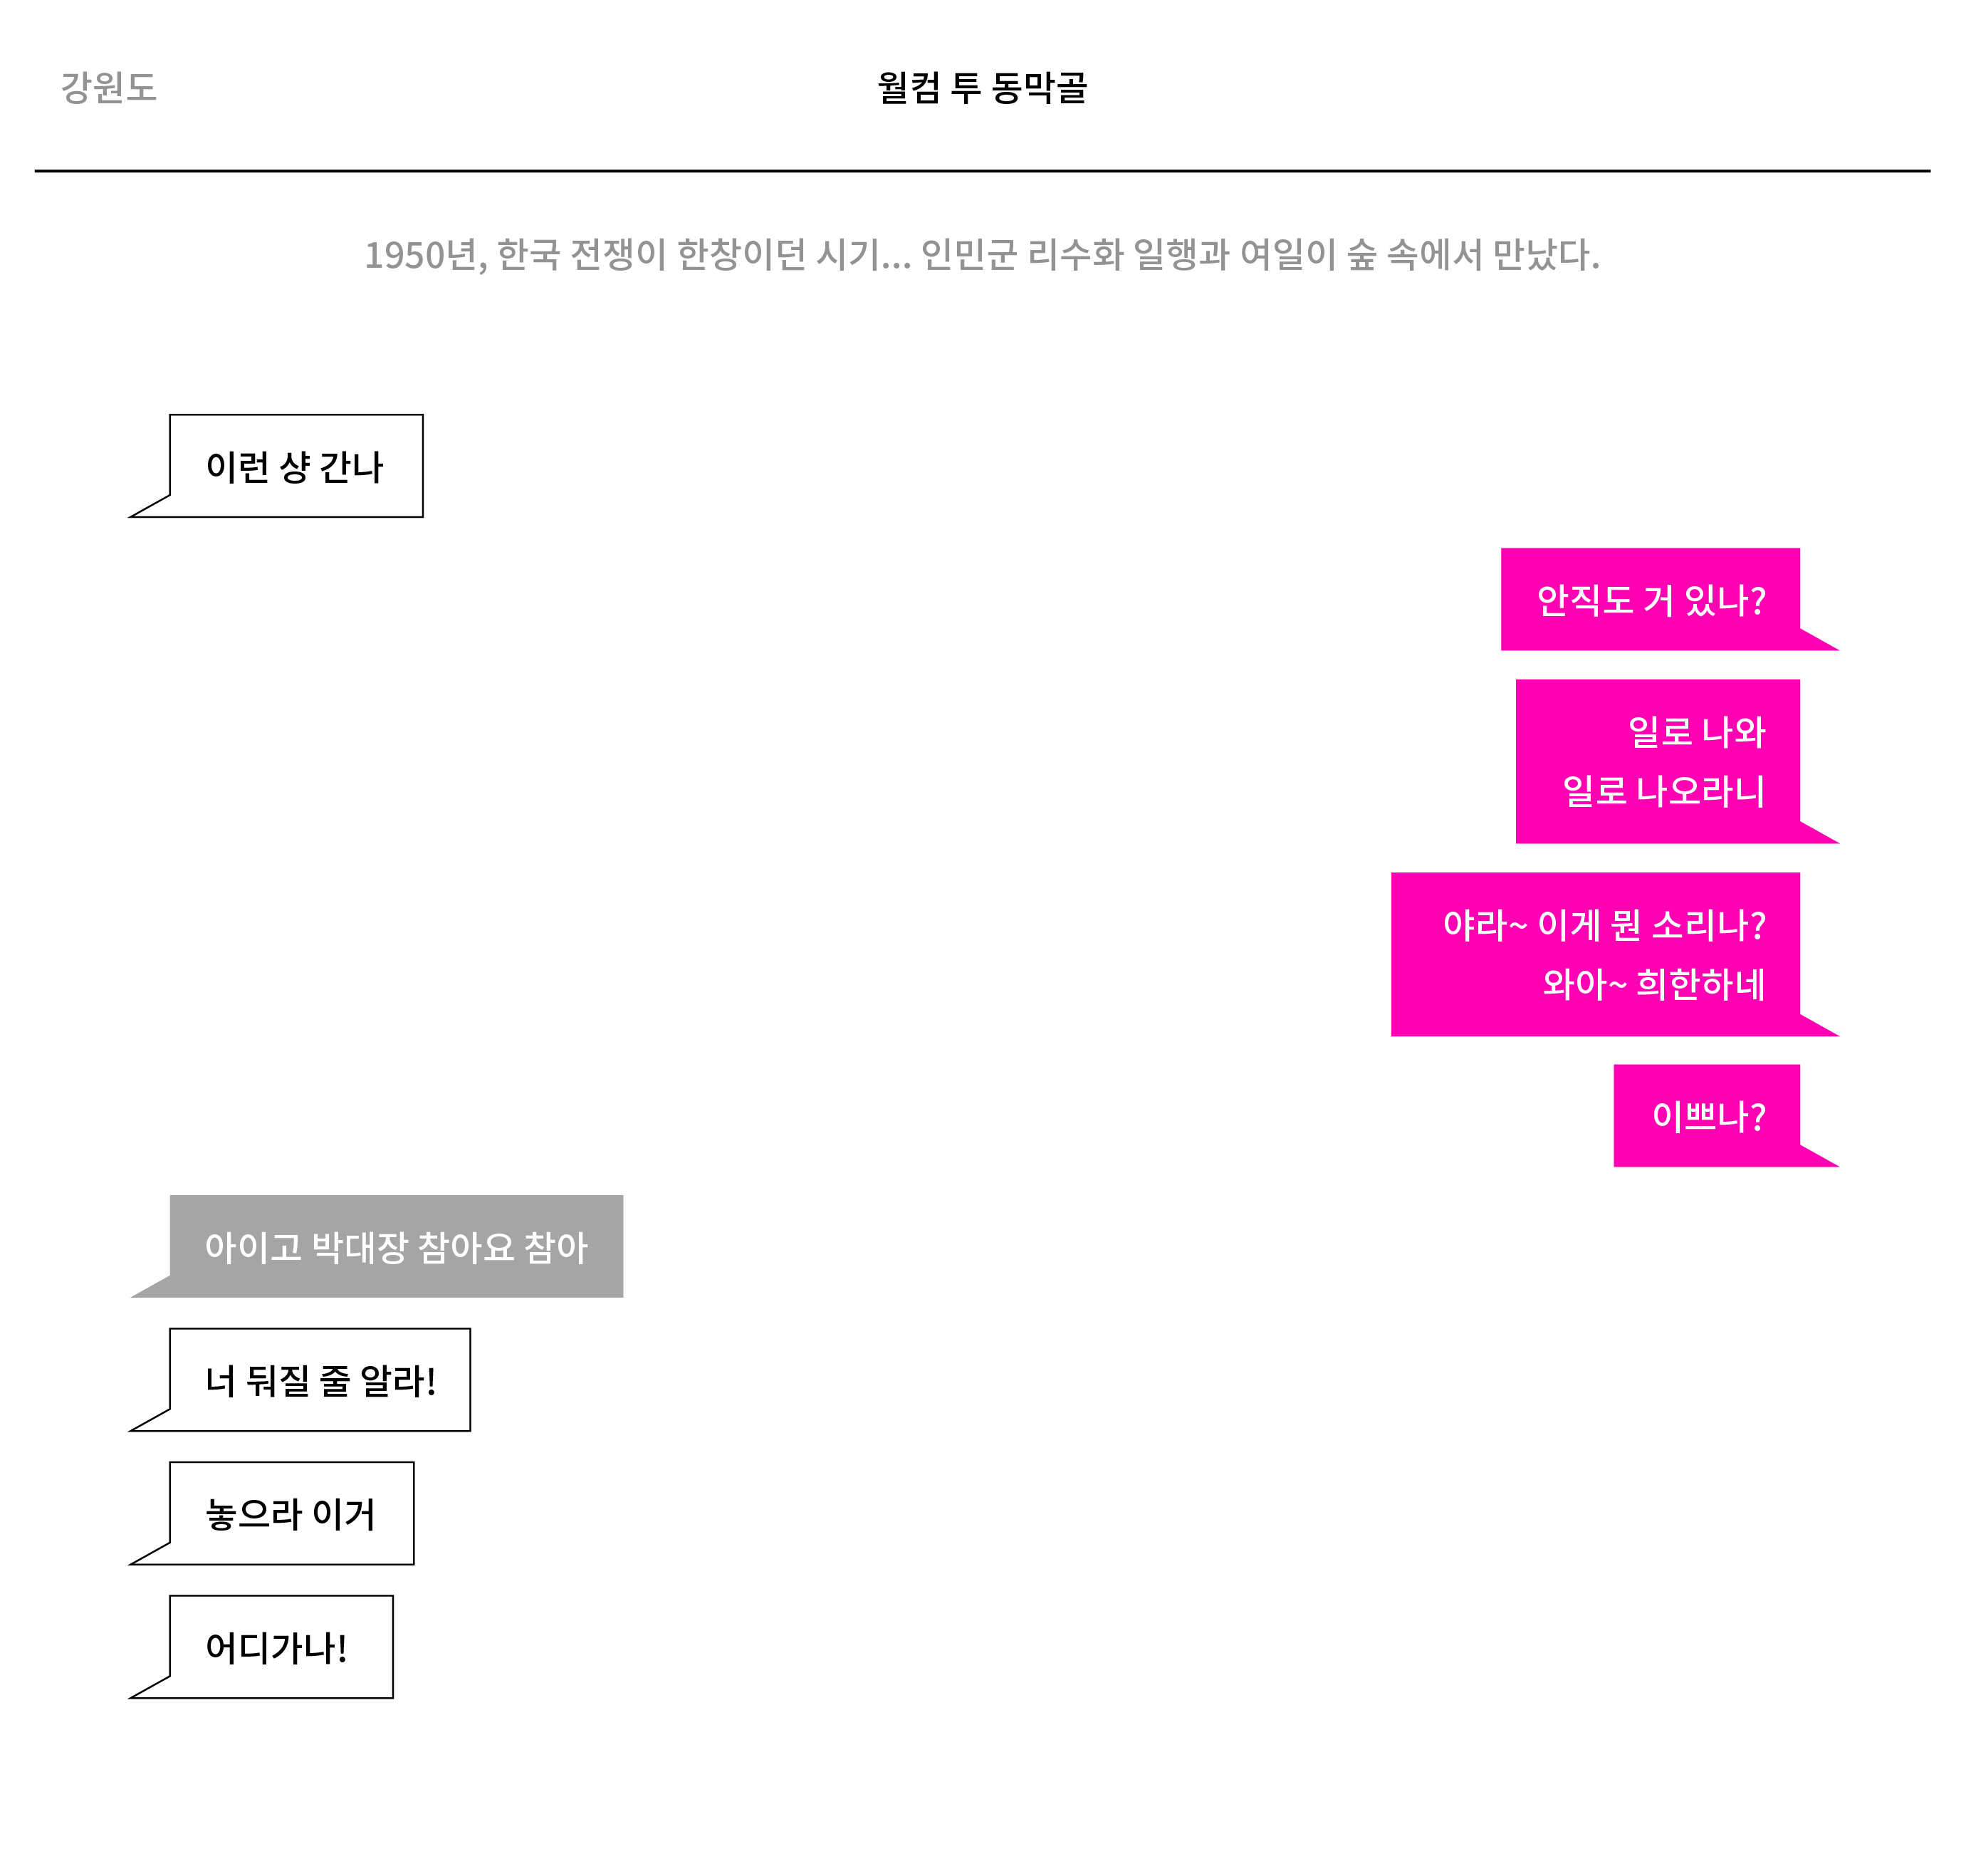 강원도
웰컴 투 동막골
1950년, 한국 전쟁이 한창이던 시기... 인민군 리수화 일행과 여일이 숲 속에서 만났다.
이런 샹 간나
안직도 거 있나?
일로 나와
일로 나오라니
야라~ 이게 뭔 소리나?
와아~ 희한하네
이쁘나?
아이고 박대장 참아요 참아
너 둬질 줄 알라!
놓으라 이거
어디가나!